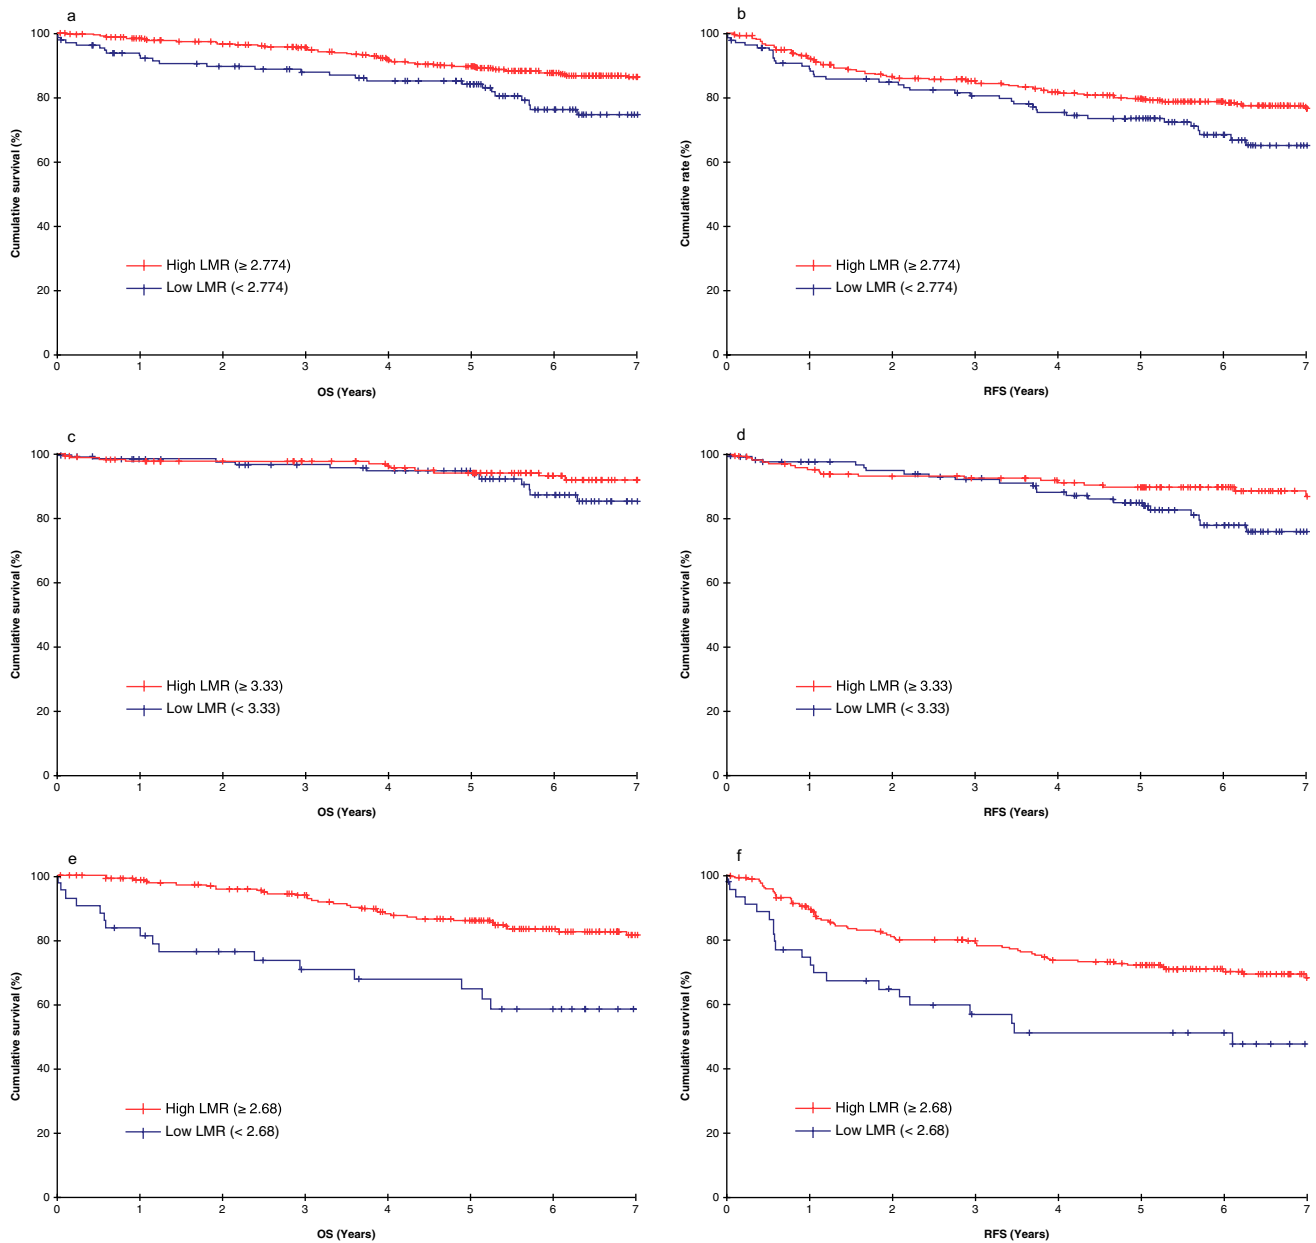 a
100
80
60
40
20
0
Cumulative survival (%)
High LMR (≥ 2.774)
Low LMR (< 2.774)
0 1 2 3 4 5 6 7
OS (Years)
b
100
80
60
40
20
0
Cumulative rate (%)
High LMR (≥ 2.774)
Low LMR (< 2.774)
0 1 2 3 4 5 6 7
RFS (Years)
c
100
80
60
40
20
0
Cumulative survival (%)
High LMR (≥ 3.33)
Low LMR (< 3.33)
0 1 2 3 4 5 6 7
OS (Years)
d
100
80
60
40
20
0
Cumulative survival (%)
High LMR (≥ 3.33)
Low LMR (< 3.33)
0 1 2 3 4 5 6 7
RFS (Years)
e
100
80
60
40
80
0
Cumulative survival (%)
High LMR (≥ 2.68)
Low LMR (< 2.68)
0 1 2 3 4 5 6 7
OS (Years)
f
100
80
60
40
80
0
Cumulative survival (%)
High LMR (≥ 2.68)
Low LMR (< 2.68)
0 1 2 3 4 5 6 7
RFS (Years)